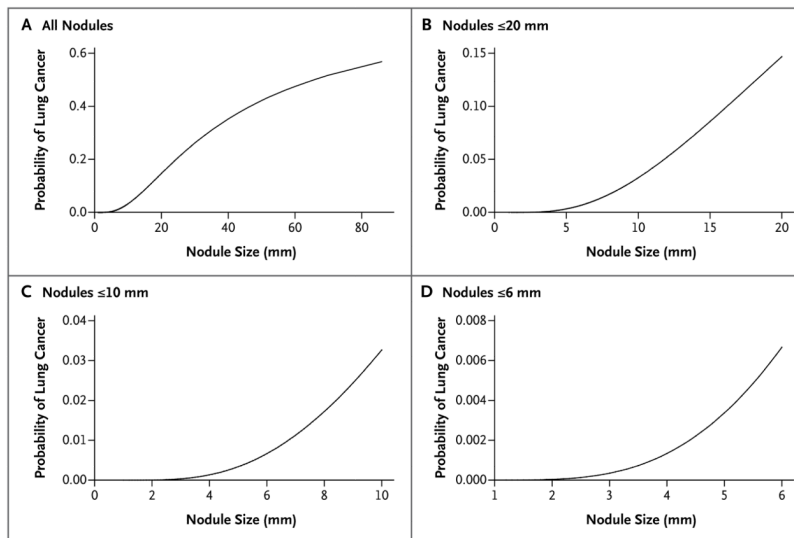 A All Nodules
Probability of Lung Cancer
0.6
0.4
0.2
0.0
0 20 40 60 80
Nodule Size (mm)
B Nodules ≤20 mm
Probability of Lung Cancer
0.15
0.10
0.05
0.00
0 5 10 15 20
Nodule Size (mm)
C Nodules ≤10 mm
Probability of Lung Cancer
0.04
0.03
0.02
0.01
0.00
0 2 4 6 8 10
Nodule Size (mm)
D Nodules ≤6 mm
Probability of Lung Cancer
0.008
0.006
0.004
0.002
0.000
1 2 3 4 5 6
Nodule Size (mm)